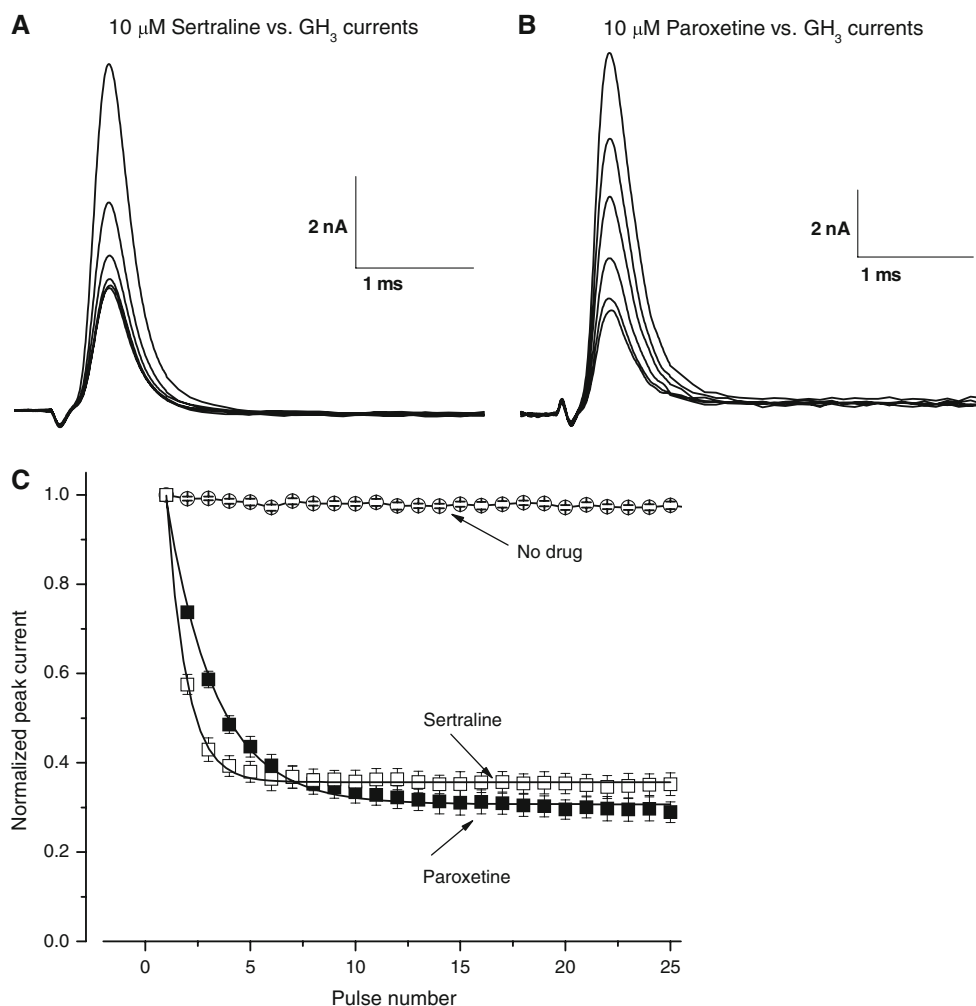 A
10 µM Sertraline vs. GH3 currents
2 nA
1 ms
B
10 µM Paroxetine vs. GH3 currents
2 nA
1 ms
C
Normalized peak current
1.0
0.8
0.6
0.4
0.2
0.0
No drug
Sertraline
Paroxetine
0 5 10 15 20 25
Pulse number